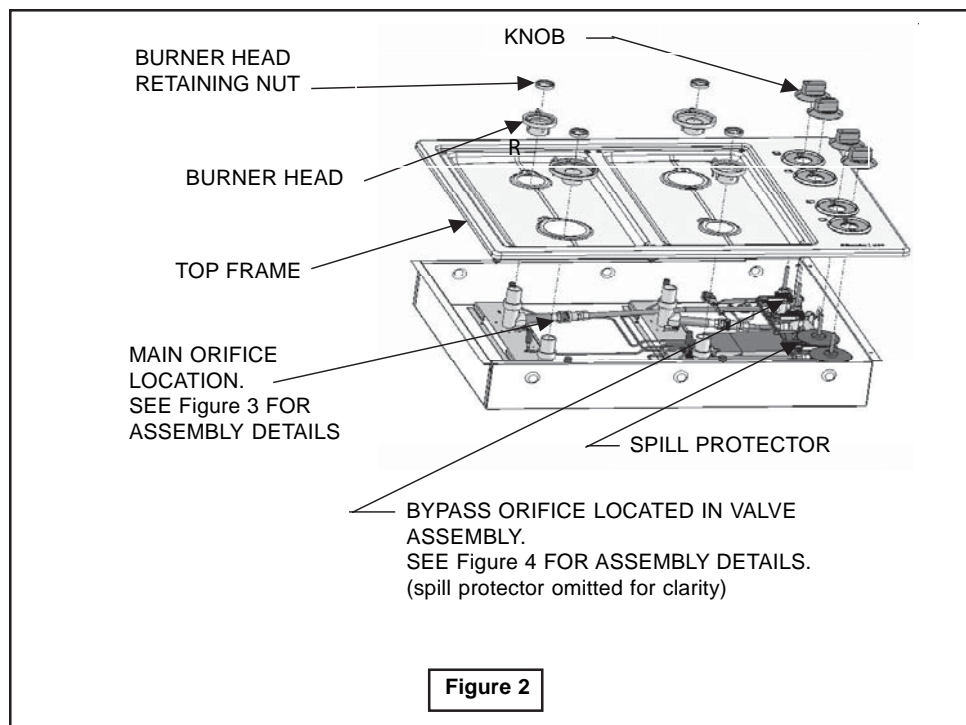 KNOB
BURNER HEAD
RETAINING NUT
R
BURNER HEAD
TOP FRAME
MAIN ORIFICE
LOCATION.
SEE Figure 3 FOR
ASSEMBLY DETAILS
SPILL PROTECTOR
BYPASS ORIFICE LOCATED IN VALVE
ASSEMBLY.
SEE Figure 4 FOR ASSEMBLY DETAILS.
(spill protector omitted for clarity)
Figure 2